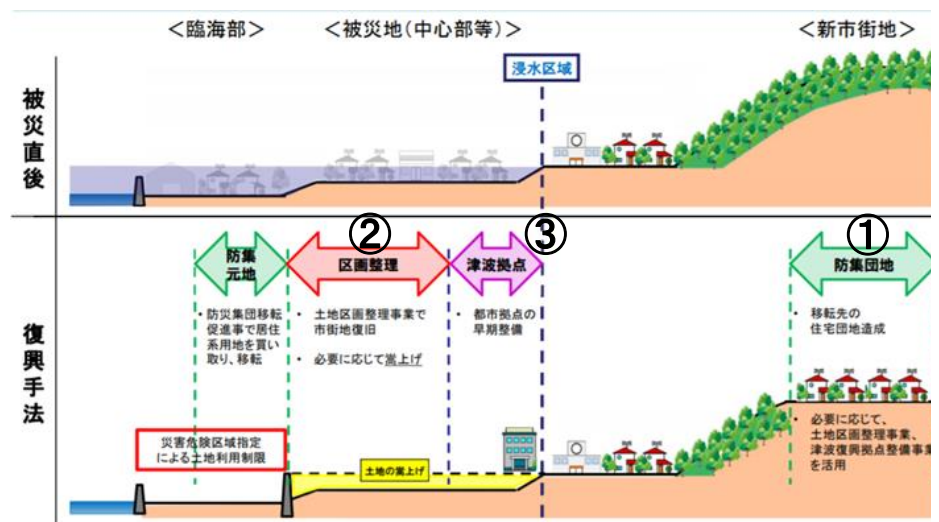 ＜臨海部＞
＜被災地(中心部等)＞
＜新市街地＞
浸水区域
被災直後
復興手法
防集
元地
②
区画整理
③
津波拠点
①
防集団地
・防災集団移転
促進事で居住
系用地を買い
取り、移転
・土地区画整理事業で
市街地復旧
・必要に応じて嵩上げ
・都市拠点の
早期整備
・移転先の
住宅団地造成
災害危険区域指定
による土地利用制限
土地の嵩上げ
・必要に応じて、
土地区画整理事業、
津波復興拠点整備事業
を活用